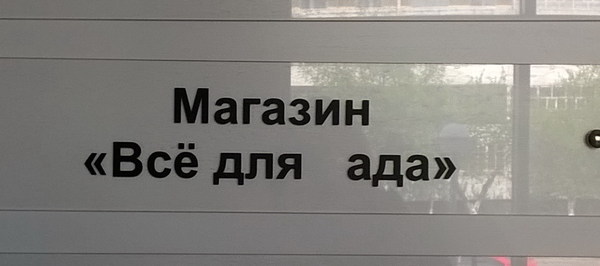 Магазин
«Всё для ада»